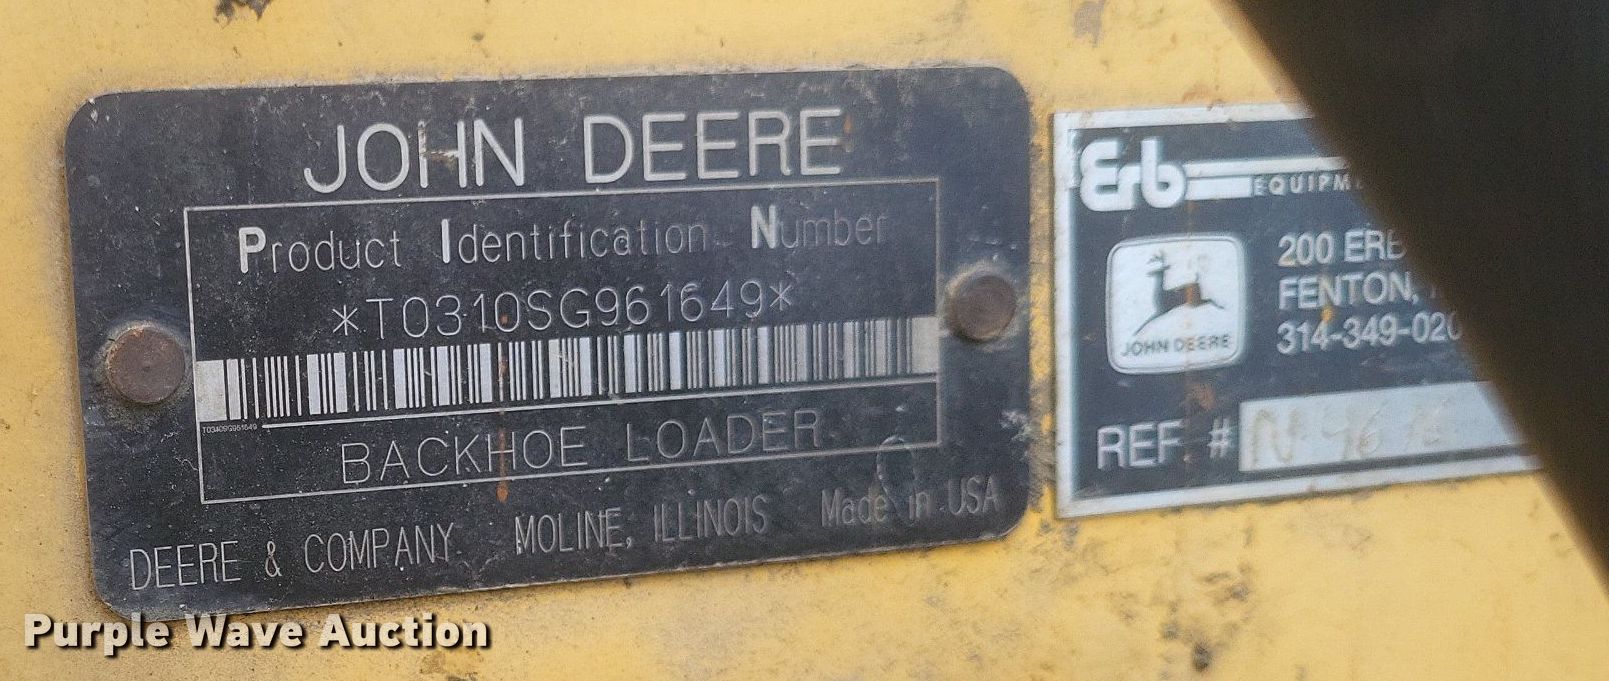 JOHN DEERE
Product Identification Number
*T0310SG961649*
T0310SG961649
BACKHOE LOADER
DEERE & COMPANY MOLINE, ILLINOIS Made in USA
Erb
EQUIPM
200 ERB
FENTON,
314-349-020
JOHN DEERE
REF. #
Purple Wave Auction